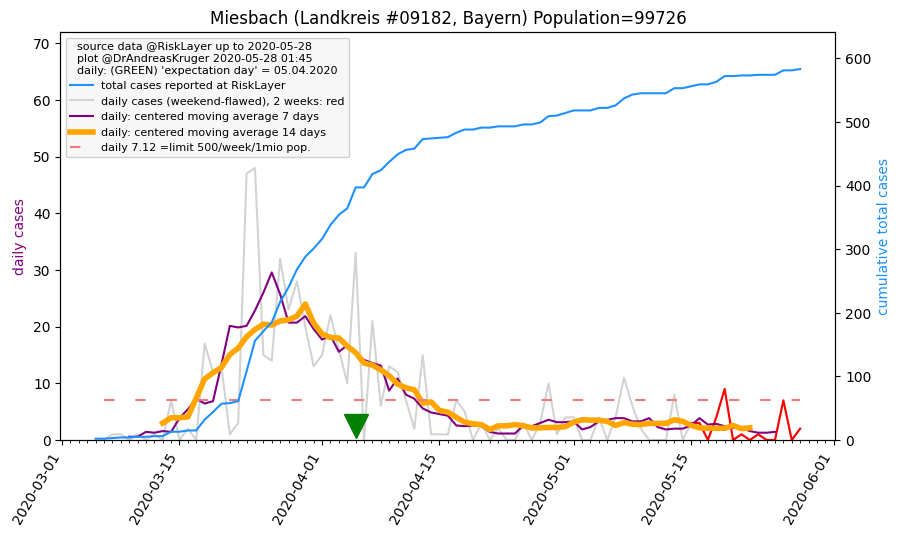 Miesbach (Landkreis #09182, Bayern) Population=99726
source data @RiskLayer up to 2020-05-28
plot @DrAndreasKruger 2020-05-28 01:45
daily: (GREEN) 'expectation day' = 05.04.2020
total cases reported at RiskLayer
daily cases (weekend-flawed), 2 weeks: red
daily: centered moving average 7 days
daily: centered moving average 14 days
daily 7.12 =limit 500/week/1mio pop.
daily cases
70
60
50
40
30
20
10
0
cumulative total cases
600
500
400
300
200
100
0
2020-03-01
2020-03-15
2020-04-01
2020-04-15
2020-05-01
2020-05-15
2020-06-01